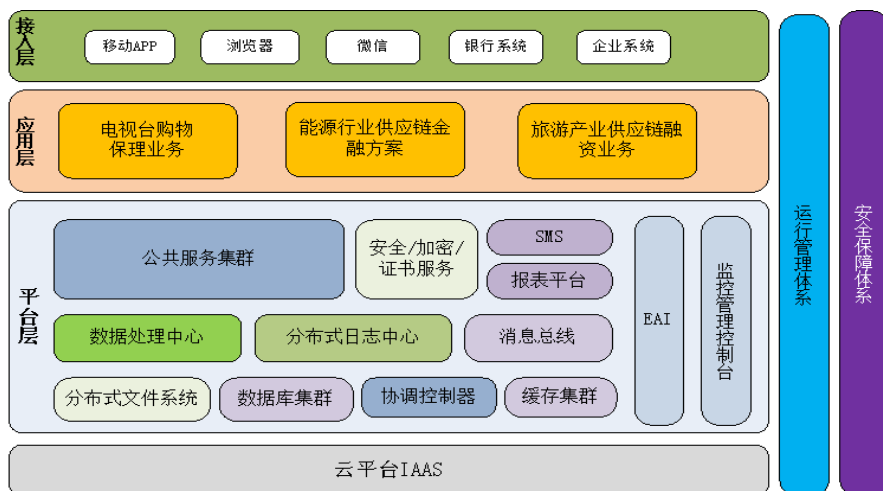 接入层
移动APP
浏览器
微信
银行系统
企业系统
应用层
电视台购物
保理业务
能源行业供应链金
融方案
旅游产业供应链融
资业务
平台层
公共服务集群
安全/加密/
证书服务
SMS
报表平台
数据处理中心
分布式日志中心
消息总线
分布式文件系统
数据库集群
协调控制器
缓存集群
EAI
监控管理控制台
云平台IAAS
运行管理体系
安全保障体系